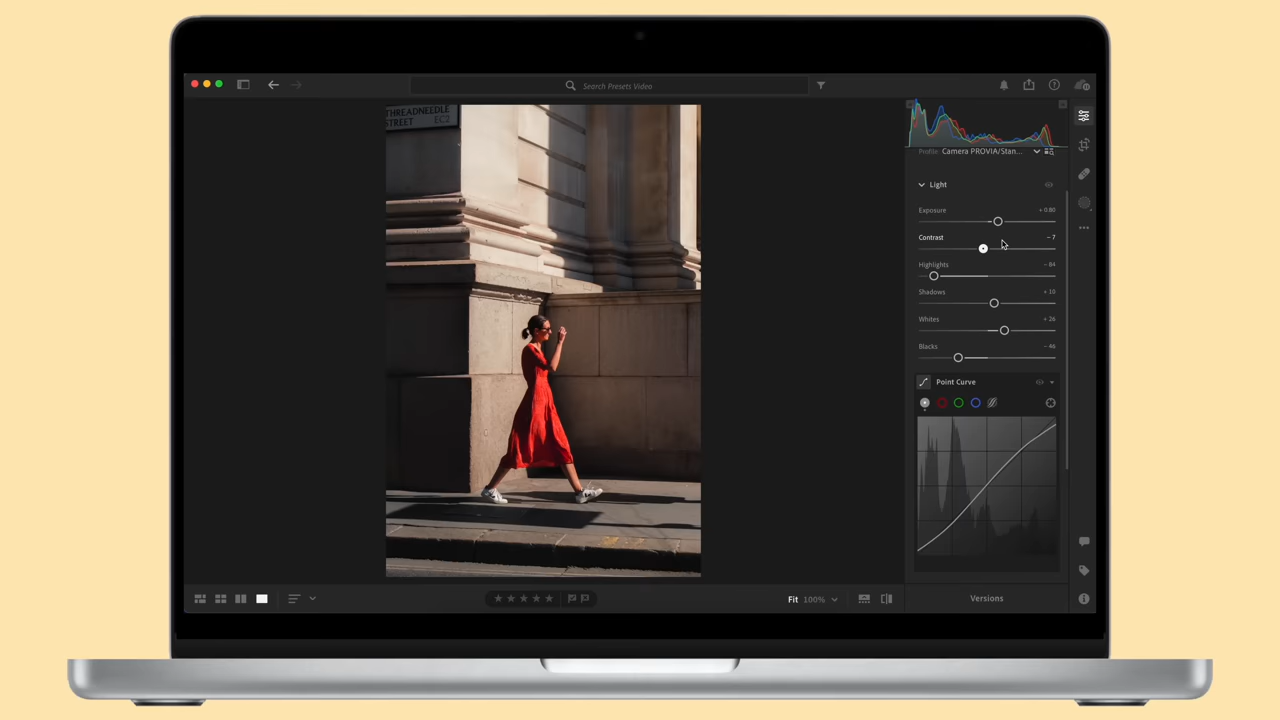 Search Presets Video
THREADNEEDLE
STREET EC2
Profile Camera PROVIA/Stan...
Light
Exposure + 0.80
Contrast – 7
Highlights – 84
Shadows + 10
Whites + 26
Blacks – 46
Point Curve
Fit 100%
Versions